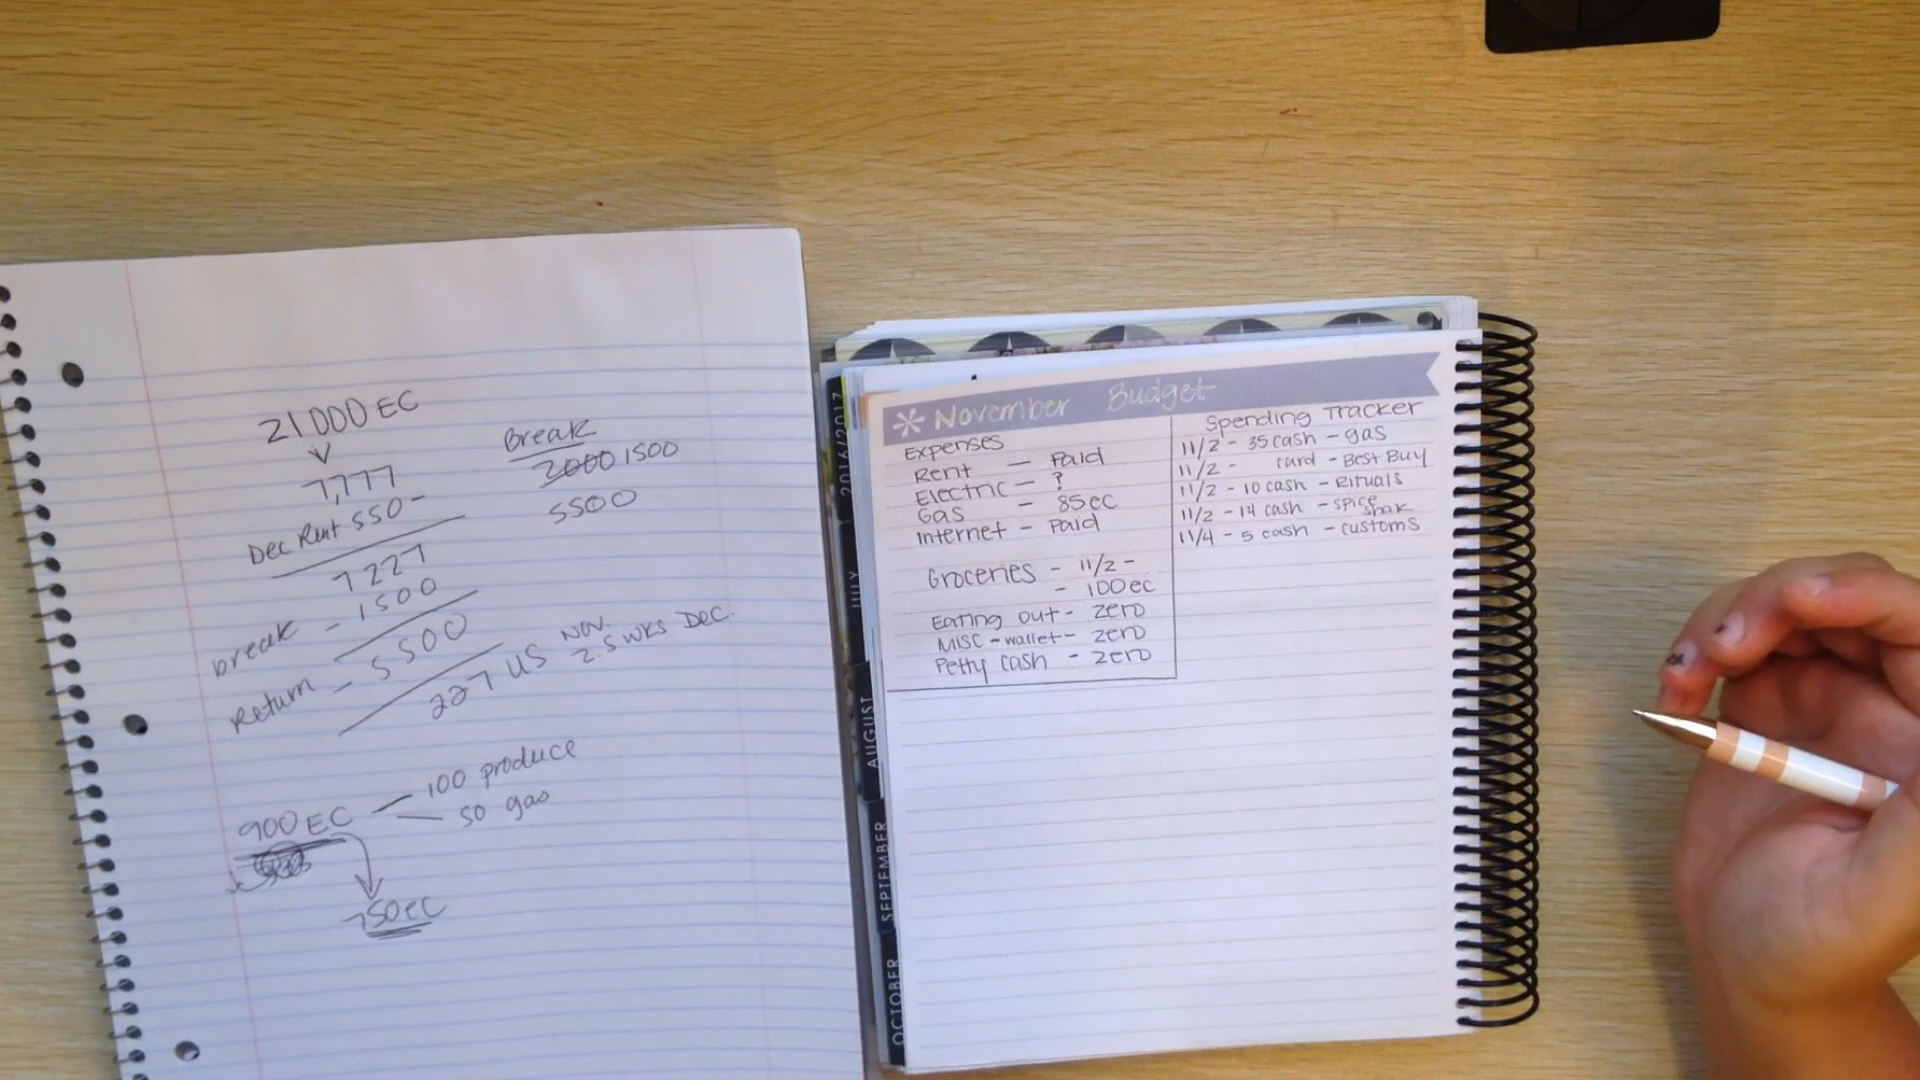 21000 EC
7,777
Dec Rent 550-
7227
break - 1500
Return - 5500
227 US NOV.
2.5 WKS DEC.
Break
2000 1500
5500
900 EC - 100 produce
- 50 gas
750 EC
2016/2017
JULY
AUGUST
SEPTEMBER
OCTOBER
* November Budget
Expenses
Rent - Paid
Electric - ?
Gas - 85ec
Internet - Paid
Groceries - 11/2 -
- 100ec
Eating out - zero
Misc - wallet - zero
Petty cash - zero
Spending Tracker
11/2 - 35 cash - gas
11/2 - card - Best Buy
11/2 - 10 cash - Rituals
11/2 - 14 cash - spice shak
11/4 - 5 cash - customs